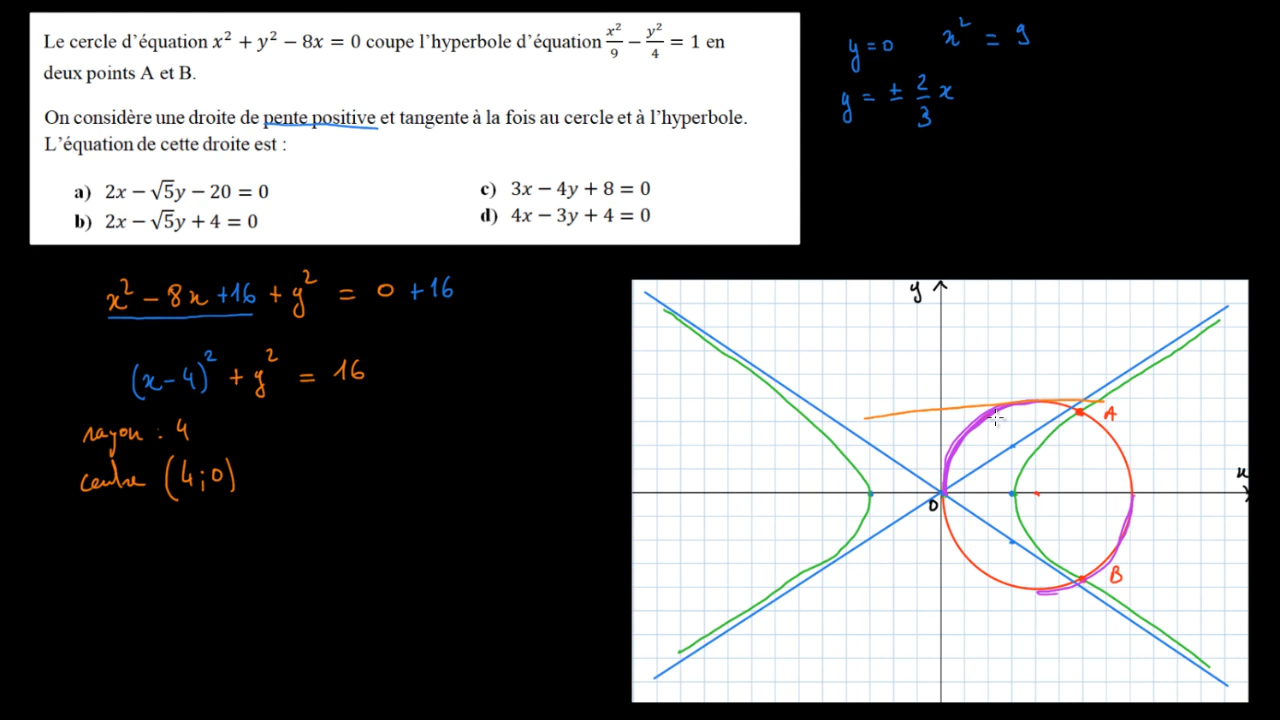 Le cercle d'équation x² + y² − 8x = 0 coupe l'hyperbole d'équation x²/9 − y²/4 = 1 en
deux points A et B.
On considère une droite de pente positive et tangente à la fois au cercle et à l'hyperbole.
L'équation de cette droite est :
a) 2x − √5y − 20 = 0
b) 2x − √5y + 4 = 0
c) 3x − 4y + 8 = 0
d) 4x − 3y + 4 = 0
y = 0 x² = 9
y = ± 2/3 x
x² − 8x + 16 + y² = 0 + 16
(x − 4)² + y² = 16
rayon : 4
centre (4 ; 0)
y
A
x
O
B